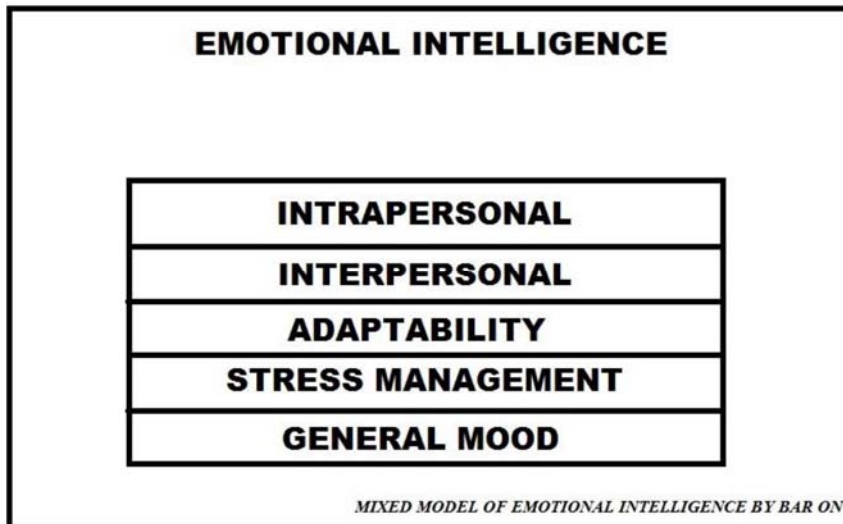 EMOTIONAL INTELLIGENCE
INTRAPERSONAL
INTERPERSONAL
ADAPTABILITY
STRESS MANAGEMENT
GENERAL MOOD
MIXED MODEL OF EMOTIONAL INTELLIGENCE BY BAR ON